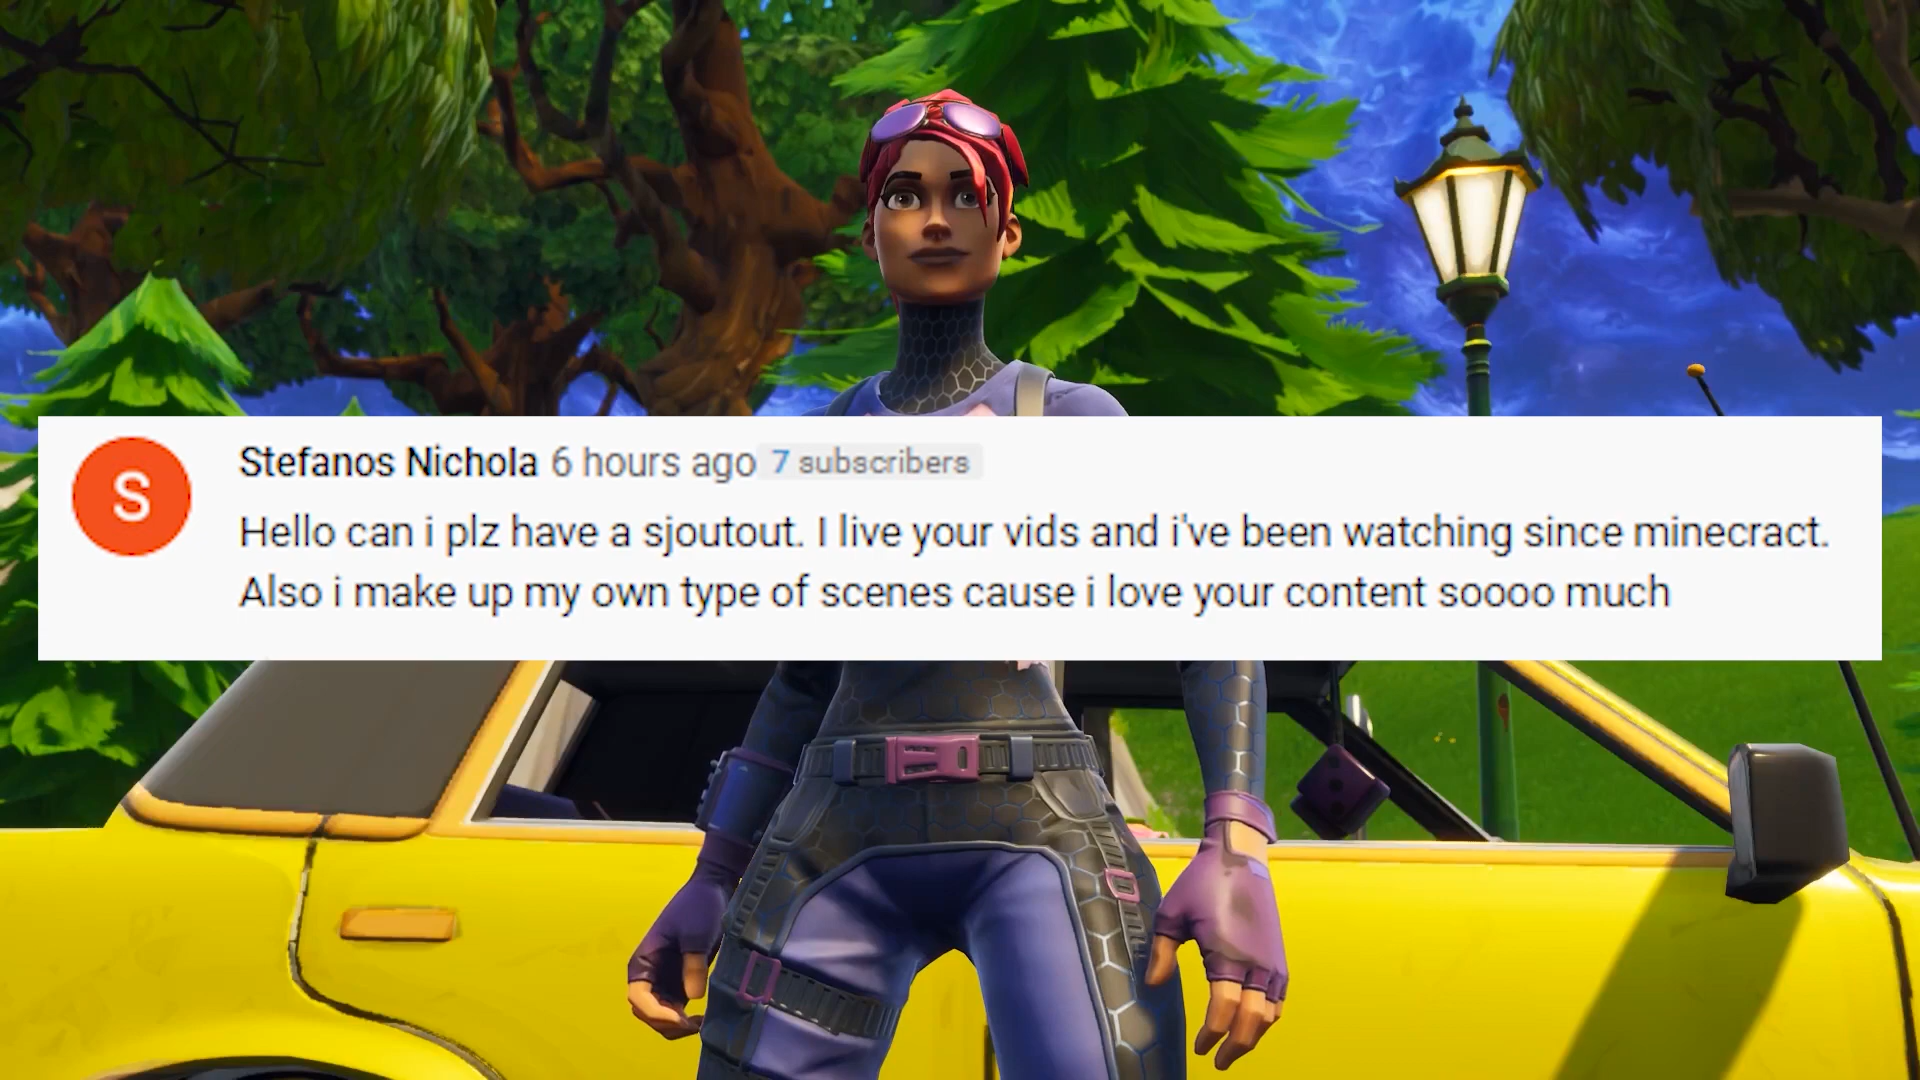 S
Stefanos Nichola 6 hours ago 7 subscribers
Hello can i plz have a sjoutout. I live your vids and i've been watching since minecract.
Also i make up my own type of scenes cause i love your content soooo much